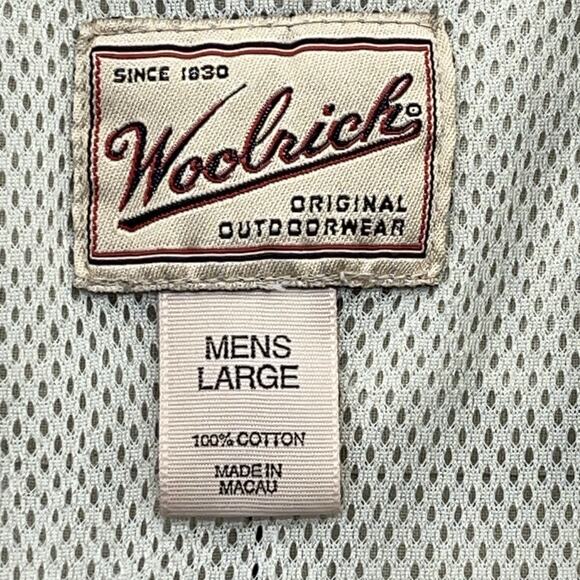 SINCE 1830
Woolrich
ORIGINAL
OUTDOORWEAR
MENS
LARGE
100% COTTON
MADE IN
MACAU